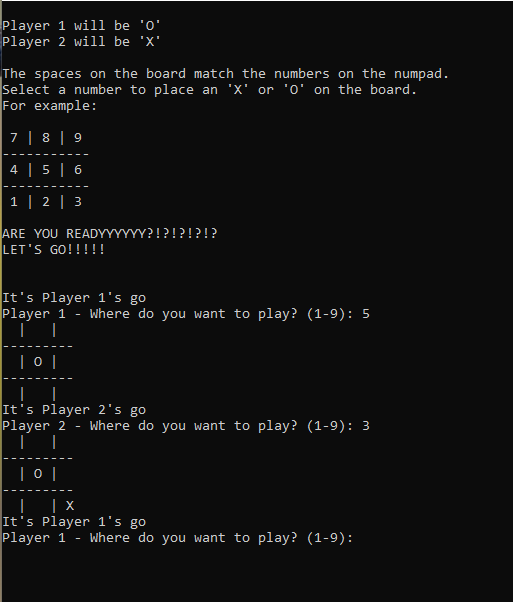 Player 1 will be 'O'
Player 2 will be 'X'
The spaces on the board match the numbers on the numpad.
Select a number to place an 'X' or 'O' on the board.
For example:
 7 | 8 | 9
-----------
 4 | 5 | 6
-----------
 1 | 2 | 3
ARE YOU READYYYYYY?!?!?!?!?
LET'S GO!!!!!
It's Player 1's go
Player 1 - Where do you want to play? (1-9): 5
  |   |
---------
  | O |
---------
  |   |
It's Player 2's go
Player 2 - Where do you want to play? (1-9): 3
  |   |
---------
  | O |
---------
  |   | X
It's Player 1's go
Player 1 - Where do you want to play? (1-9):